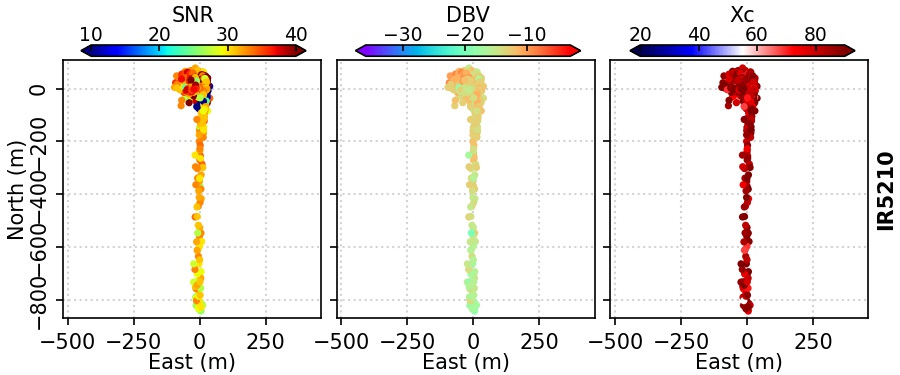 SNR DBV Xc
10 20 30 40 −30 −20 −10 20 40 60 80
North (m)
0
−200
−400
−600
−800
IR5210
−500 −250 0 250 −500 −250 0 250 −500 −250 0 250
East (m) East (m) East (m)